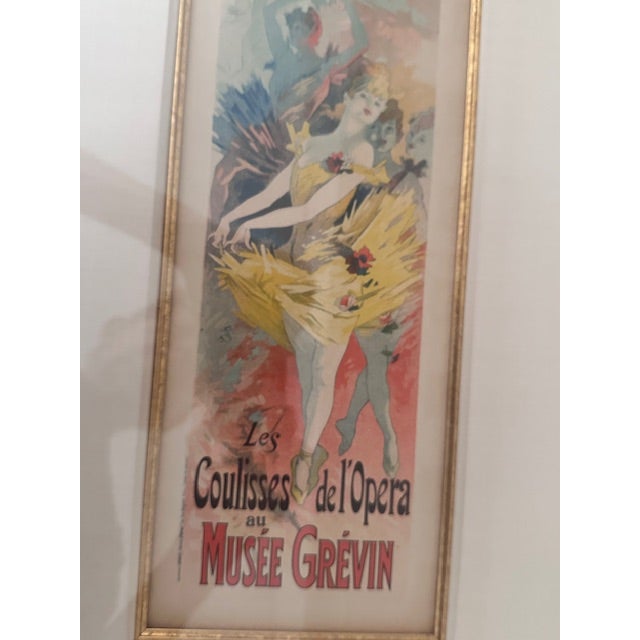 Les
Coulisses de l'Opera
au
MUSÉE GRÉVIN